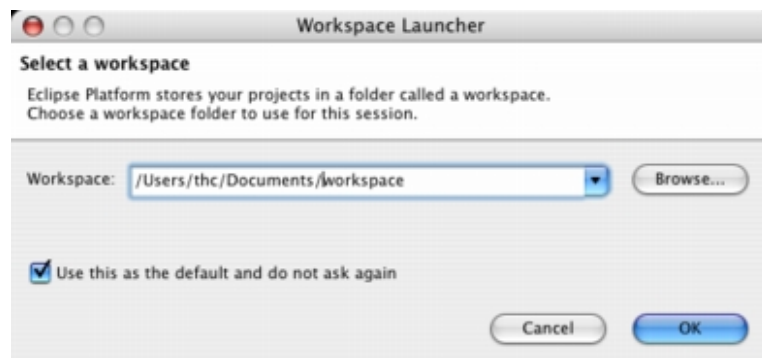 Workspace Launcher
Select a workspace
Eclipse Platform stores your projects in a folder called a workspace.
Choose a workspace folder to use for this session.
Workspace: /Users/thc/Documents/workspace Browse...
Use this as the default and do not ask again
Cancel OK